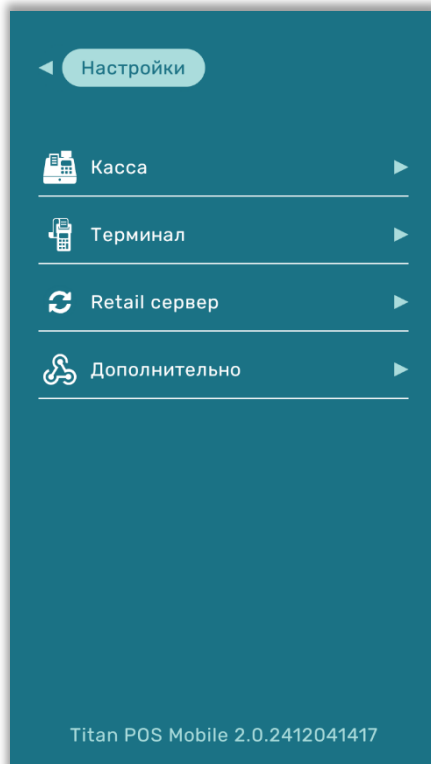 Настройки
Касса
Терминал
Retail сервер
Дополнительно
Titan POS Mobile 2.0.2412041417